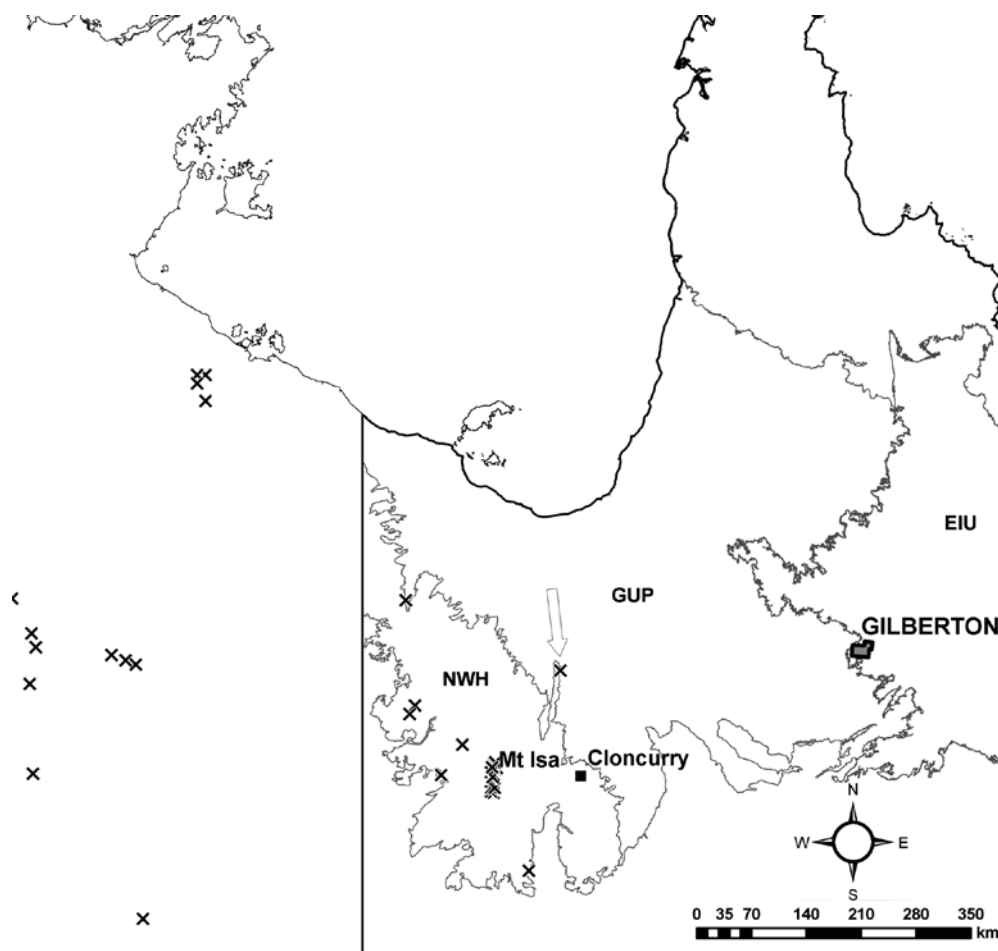 EIU
GUP
GILBERTON
NWH
Mt Isa
Cloncurry
N
W
E
S
0 35 70 140 210 280 350
km